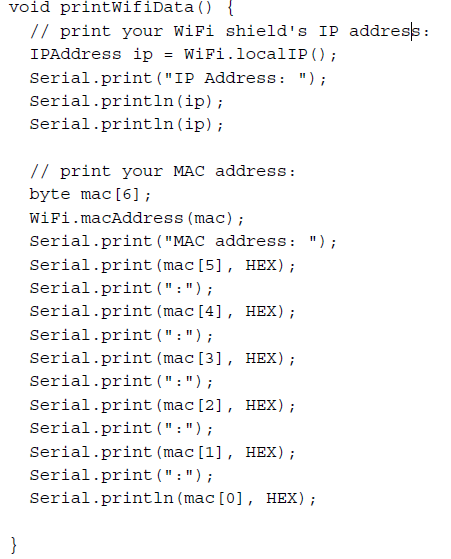 void printWifiData() {
  // print your WiFi shield's IP address:
  IPAddress ip = WiFi.localIP();
  Serial.print("IP Address: ");
  Serial.println(ip);
  Serial.println(ip);

  // print your MAC address:
  byte mac[6];
  WiFi.macAddress(mac);
  Serial.print("MAC address: ");
  Serial.print(mac[5], HEX);
  Serial.print(":");
  Serial.print(mac[4], HEX);
  Serial.print(":");
  Serial.print(mac[3], HEX);
  Serial.print(":");
  Serial.print(mac[2], HEX);
  Serial.print(":");
  Serial.print(mac[1], HEX);
  Serial.print(":");
  Serial.println(mac[0], HEX);

}